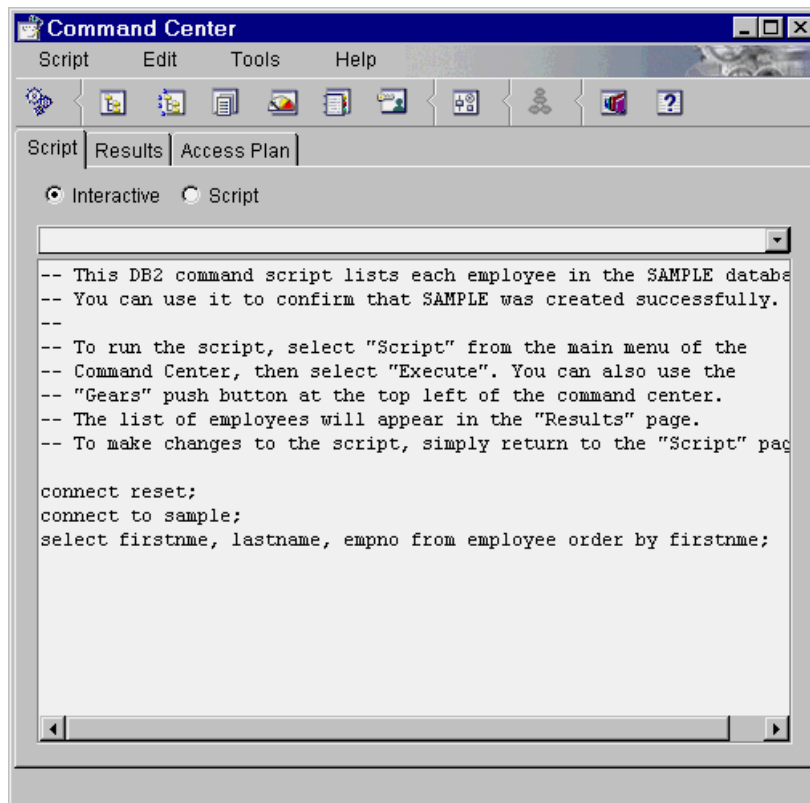 Command Center
Script Edit Tools Help
Script Results Access Plan
Interactive Script
-- This DB2 command script lists each employee in the SAMPLE databa
-- You can use it to confirm that SAMPLE was created successfully.
--
-- To run the script, select "Script" from the main menu of the
-- Command Center, then select "Execute". You can also use the
-- "Gears" push button at the top left of the command center.
-- The list of employees will appear in the "Results" page.
-- To make changes to the script, simply return to the "Script" pag
connect reset;
connect to sample;
select firstnme, lastname, empno from employee order by firstnme;